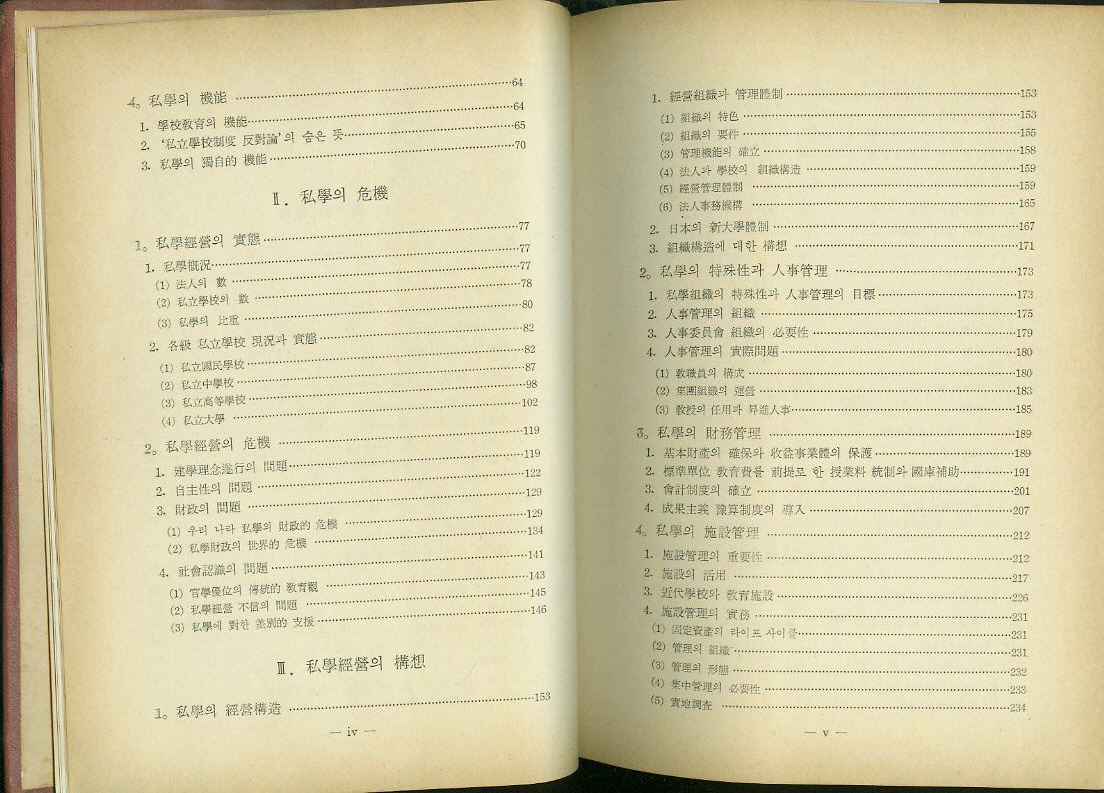 4。 私學의 機能 ⋯⋯ 64
1. 學校敎育의 機能 ⋯⋯ 64
2. ‘私立學校制度 反對論’의 숨은 뜻 ⋯⋯ 65
3. 私學의 獨自的 機能 ⋯⋯ 70
Ⅱ. 私學의 危機
1。 私學經營의 實態 ⋯⋯ 77
1. 私學槪況 ⋯⋯ 77
(1) 法人의 數 ⋯⋯ 77
(2) 私立學校의 數 ⋯⋯ 78
(3) 私學의 比重 ⋯⋯ 80
2. 各級 私立學校 現況과 實態 ⋯⋯ 82
(1) 私立國民學校 ⋯⋯ 82
(2) 私立中學校 ⋯⋯ 87
(3) 私立高等學校 ⋯⋯ 98
(4) 私立大學 ⋯⋯ 102
2。 私學經營의 危機 ⋯⋯ 119
1. 建學理念遂行의 問題 ⋯⋯ 119
2. 自主性의 問題 ⋯⋯ 122
3. 財政의 問題 ⋯⋯ 129
(1) 우리 나라 私學의 財政的 危機 ⋯⋯ 129
(2) 私學財政의 世界的 危機 ⋯⋯ 134
4. 社會認識의 問題 ⋯⋯ 141
(1) 官學優位의 傳統的 敎育觀 ⋯⋯ 143
(2) 私學經營 不信의 問題 ⋯⋯ 145
(3) 私學에 對한 差別的 支援 ⋯⋯ 146
Ⅲ. 私學經營의 構想
1。 私學의 經營構造 ⋯⋯ 153
— iv —
1. 經營組織과 管理體制 ⋯⋯ 153
(1) 組織의 特色 ⋯⋯ 153
(2) 組織의 要件 ⋯⋯ 155
(3) 管理機能의 確立 ⋯⋯ 158
(4) 法人과 學校의 組織構造 ⋯⋯ 159
(5) 經營管理體制 ⋯⋯ 159
(6) 法人事務機構 ⋯⋯ 165
2. 日本의 新大學體制 ⋯⋯ 167
3. 組織構造에 대한 構想 ⋯⋯ 171
2。 私學의 特殊性과 人事管理 ⋯⋯ 173
1. 私學組織의 特殊性과 人事管理의 目標 ⋯⋯ 173
2. 人事管理의 組織 ⋯⋯ 175
3. 人事委員會 組織의 必要性 ⋯⋯ 179
4. 人事管理의 實際問題 ⋯⋯ 180
(1) 敎職員의 構成 ⋯⋯ 180
(2) 集團組織의 運營 ⋯⋯ 183
(3) 敎授의 任用과 昇進人事 ⋯⋯ 185
3。 私學의 財務管理 ⋯⋯ 189
1. 基本財產의 確保와 收益事業體의 保護 ⋯⋯ 189
2. 標準單位 敎育費를 前提로 한 授業料 統制와 國庫補助 ⋯⋯ 191
3. 會計制度의 確立 ⋯⋯ 201
4. 成果主義 豫算制度의 導入 ⋯⋯ 207
4。 私學의 施設管理 ⋯⋯ 212
1. 施設管理의 重要性 ⋯⋯ 212
2. 施設의 活用 ⋯⋯ 217
3. 近代學校와 敎育施設 ⋯⋯ 226
4. 施設管理의 實務 ⋯⋯ 231
(1) 固定資產의 라이프 사이클 ⋯⋯ 231
(2) 管理의 組織 ⋯⋯ 231
(3) 管理의 形態 ⋯⋯ 232
(4) 集中管理의 必要性 ⋯⋯ 233
(5) 實地調査 ⋯⋯ 234
— v —